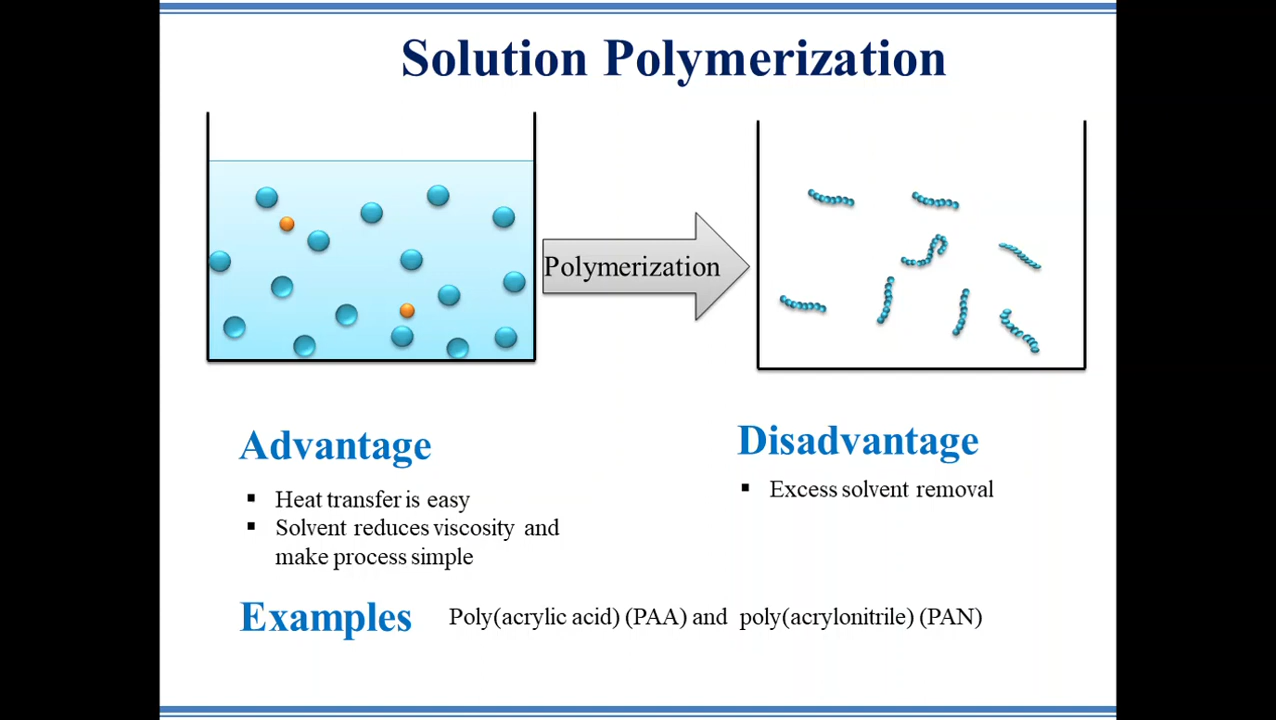 Solution Polymerization
Polymerization
Advantage
▪ Heat transfer is easy
▪ Solvent reduces viscosity and
make process simple
Disadvantage
▪ Excess solvent removal
Examples Poly(acrylic acid) (PAA) and poly(acrylonitrile) (PAN)